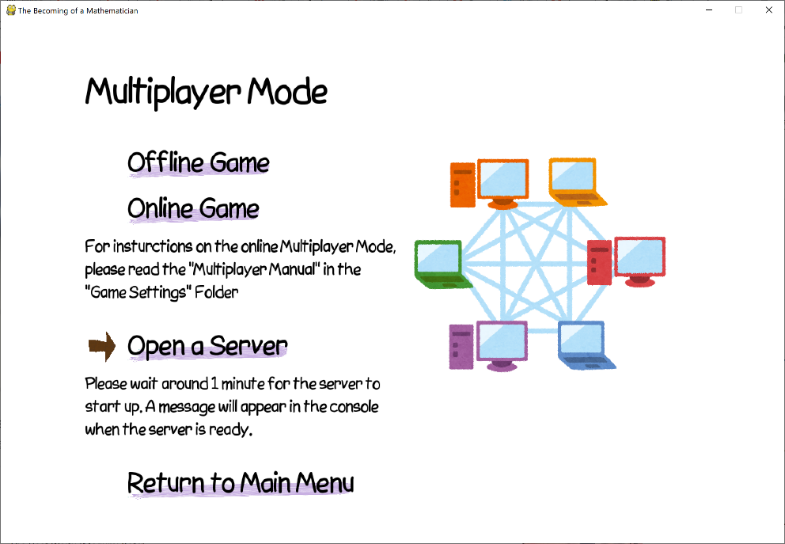 The Becoming of a Mathematician
Multiplayer Mode
Offline Game
Online Game
For insturctions on the online Multiplayer Mode,
please read the "Multiplayer Manual" in the
"Game Settings" Folder
Open a Server
Please wait around 1 minute for the server to
start up. A message will appear in the console
when the server is ready.
Return to Main Menu